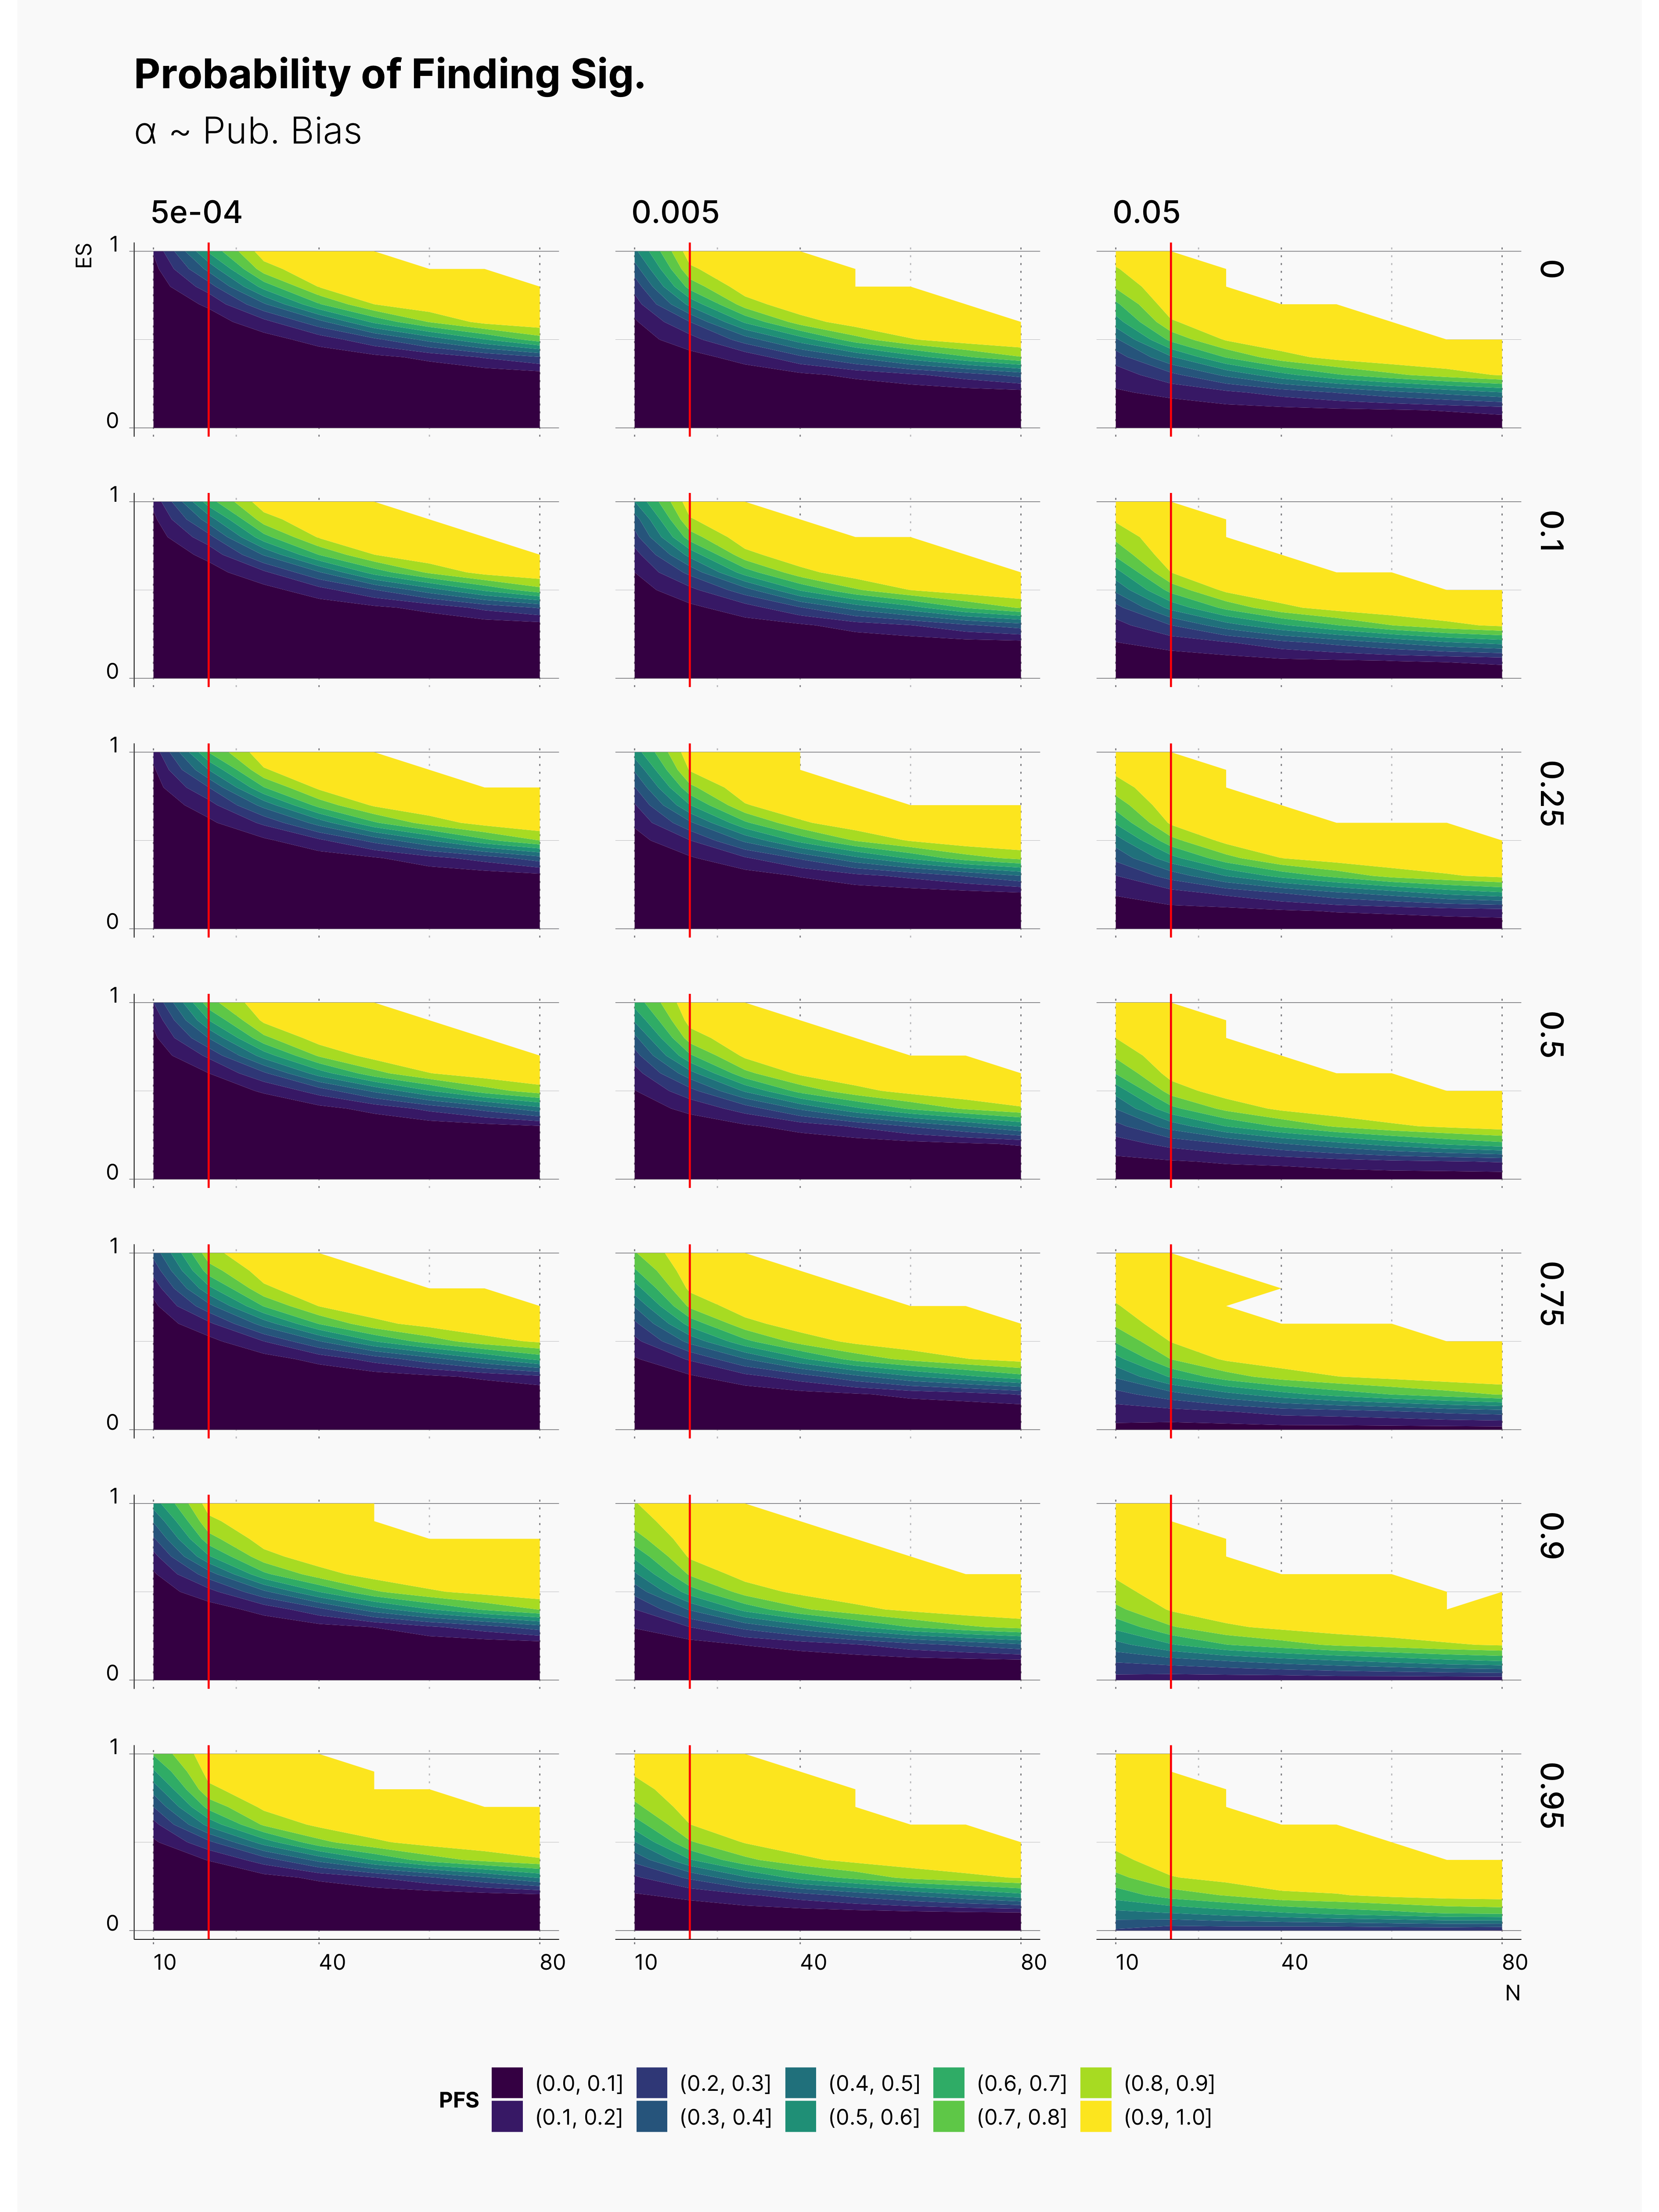 Probability of Finding Sig.
α ~ Pub. Bias
5e-04 0.005 0.05
ES
1
0
0
1
0
0.1
1
0
0.25
1
0
0.5
1
0
0.75
1
0
0.9
1
0
0.95
10 40 80 10 40 80 10 40 80
N
PFS
(0.0, 0.1] (0.2, 0.3] (0.4, 0.5] (0.6, 0.7] (0.8, 0.9]
(0.1, 0.2] (0.3, 0.4] (0.5, 0.6] (0.7, 0.8] (0.9, 1.0]